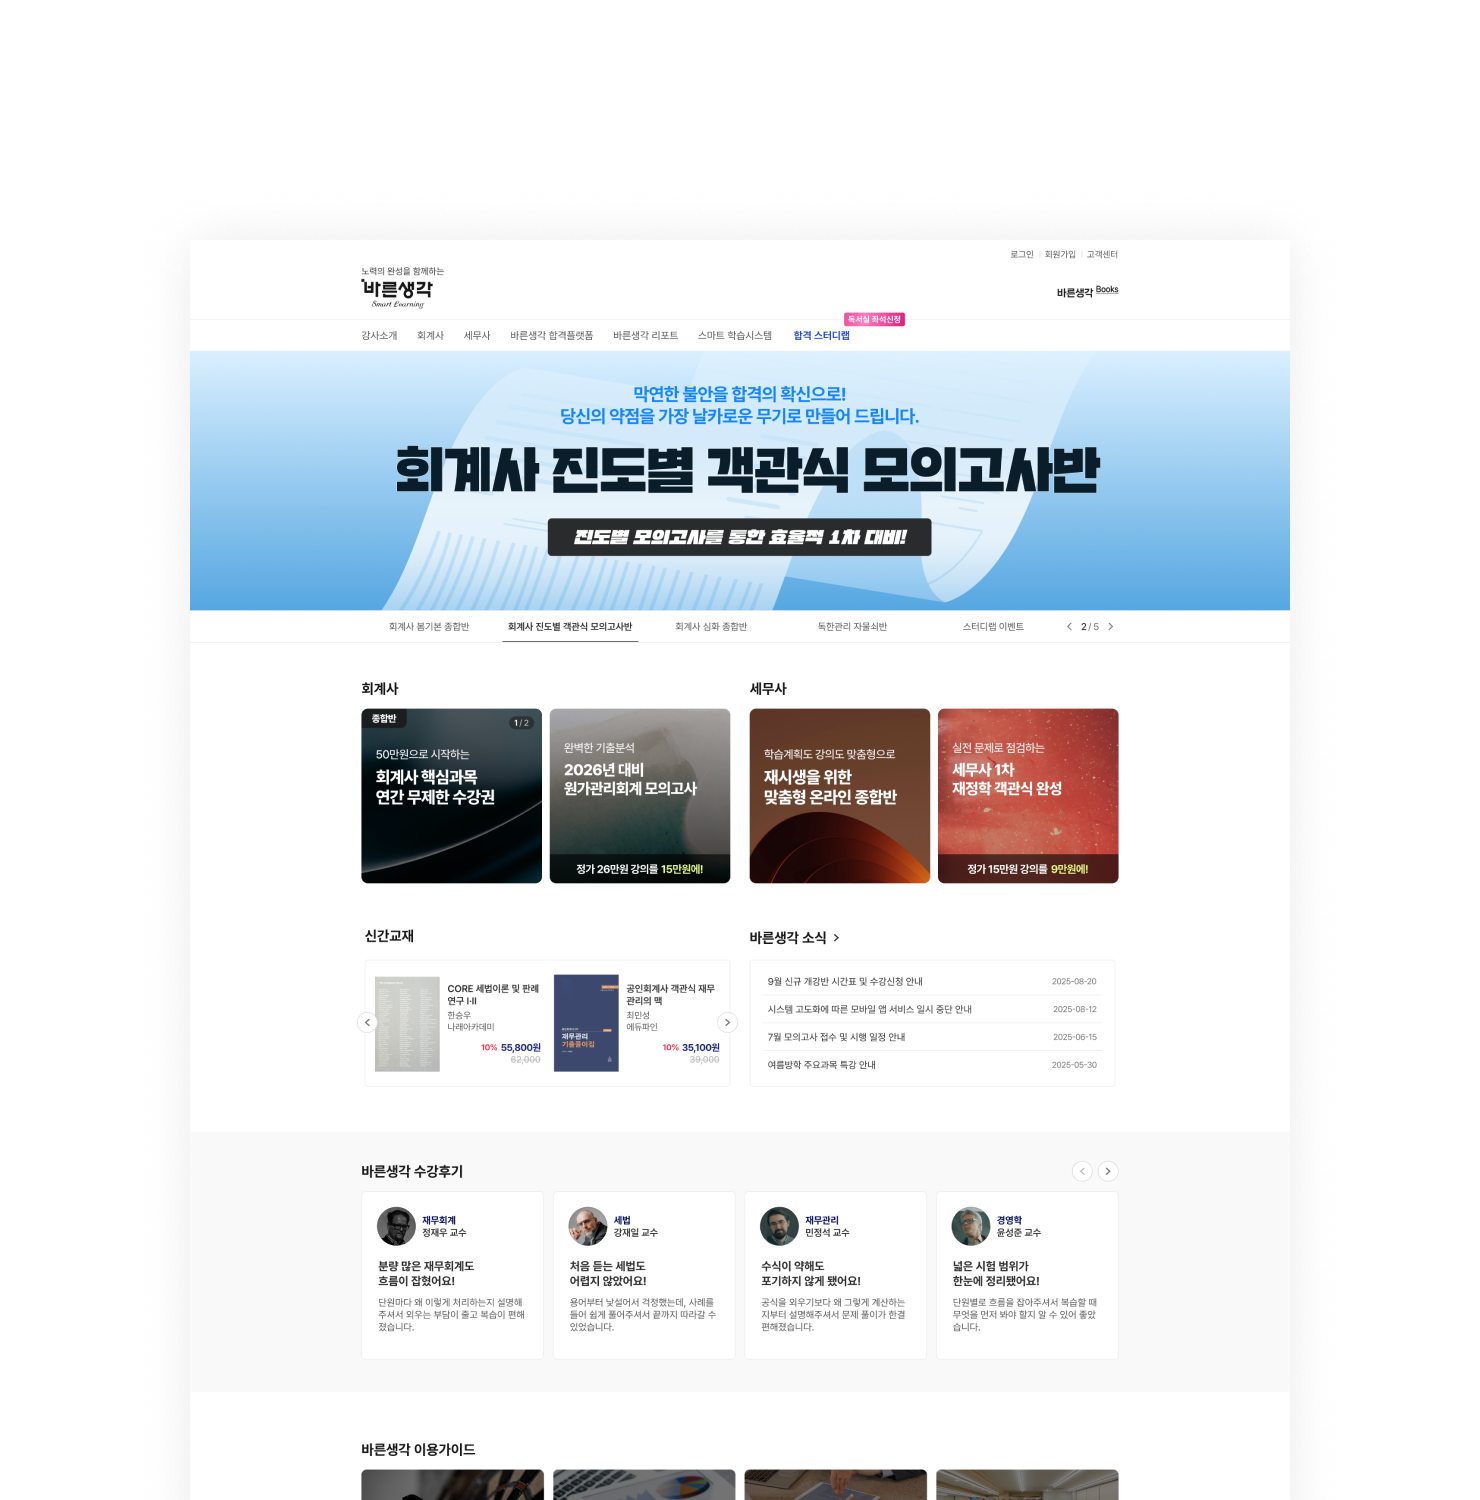 로그인
회원가입
고객센터
노력의 완성을 함께하는
바른생각
Smart Learning
바른생각 Books
독서실 좌석신청
강사소개
회계사
세무사
바른생각 합격플랫폼
바른생각 리포트
스마트 학습시스템
합격 스터디랩
막연한 불안을 합격의 확신으로!
당신의 약점을 가장 날카로운 무기로 만들어 드립니다.
회계사 진도별 객관식 모의고사반
진도별 모의고사를 통한 효율적 1차 대비!
회계사 봄기본 종합반
회계사 진도별 객관식 모의고사반
회계사 심화 종합반
독한관리 자물쇠반
스터디랩 이벤트
2 / 5
회계사
종합반
1 / 2
50만원으로 시작하는
회계사 핵심과목
연간 무제한 수강권
완벽한 기출분석
2026년 대비
원가관리회계 모의고사
정가 26만원 강의를 15만원에!
세무사
학습계획도 강의도 맞춤형으로
재시생을 위한
맞춤형 온라인 종합반
실전 문제로 점검하는
세무사 1차
재정학 객관식 완성
정가 15만원 강의를 9만원에!
신간교재
CORE 세법이론 및 판례
연구 I·II
한승우
나래아카데미
10% 55,800원
62,000
재무관리
기출풀이집
공인회계사 객관식 재무
관리의 맥
최민성
에듀파인
10% 35,100원
39,000
바른생각 소식
9월 신규 개강반 시간표 및 수강신청 안내
2025-08-20
시스템 고도화에 따른 모바일 앱 서비스 일시 중단 안내
2025-08-12
7월 모의고사 접수 및 시행 일정 안내
2025-06-15
여름방학 주요과목 특강 안내
2025-05-30
바른생각 수강후기
재무회계
정재우 교수
분량 많은 재무회계도
흐름이 잡혔어요!
단원마다 왜 이렇게 처리하는지 설명해
주셔서 외우는 부담이 줄고 복습이 편해
졌습니다.
세법
강재일 교수
처음 듣는 세법도
어렵지 않았어요!
용어부터 낯설어서 걱정했는데, 사례를
들어 쉽게 풀어주셔서 끝까지 따라갈 수
있었습니다.
재무관리
민정석 교수
수식이 약해도
포기하지 않게 됐어요!
공식을 외우기보다 왜 그렇게 계산하는
지부터 설명해주셔서 문제 풀이가 한결
편해졌습니다.
경영학
윤성준 교수
넓은 시험 범위가
한눈에 정리됐어요!
단원별로 흐름을 잡아주셔서 복습할 때
무엇을 먼저 봐야 할지 알 수 있어 좋았
습니다.
바른생각 이용가이드